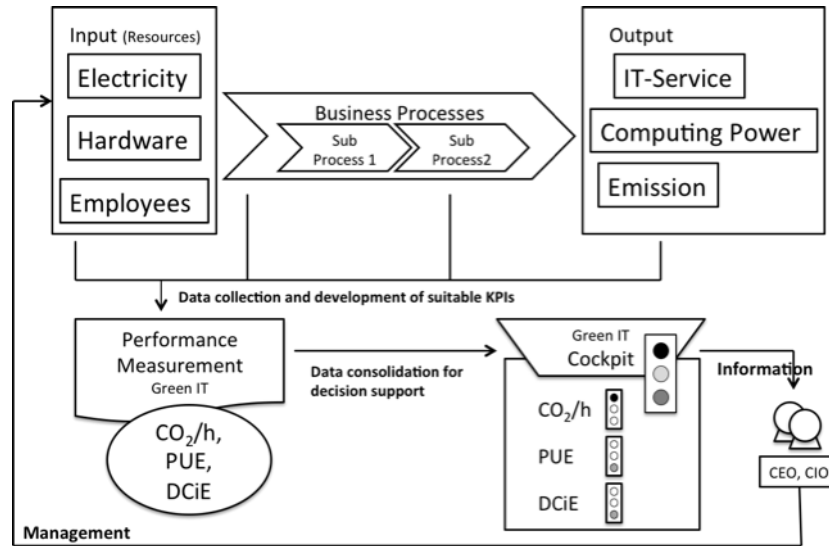 Input (Resources)
Electricity
Hardware
Employees
Business Processes
Sub
Process 1
Sub
Process2
Output
IT-Service
Computing Power
Emission
Data collection and development of suitable KPIs
Performance
Measurement
Green IT
CO₂/h,
PUE,
DCiE
Data consolidation for
decision support
Green IT
Cockpit
CO₂/h
PUE
DCiE
Information
CEO, CIO
Management